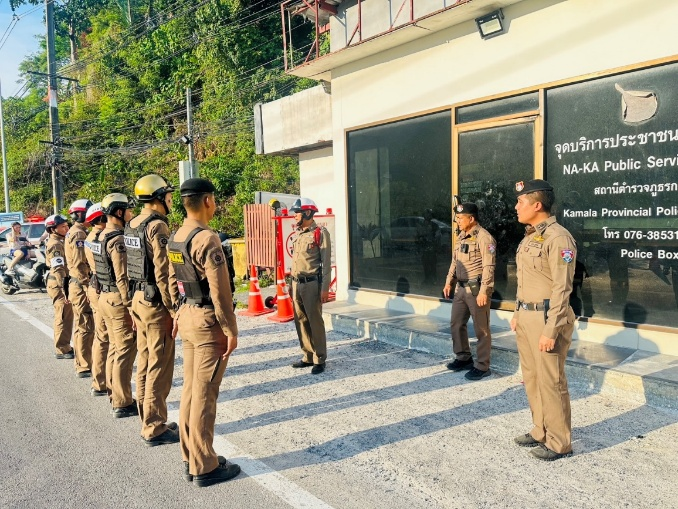 จุดบริการประชาชน
NA-KA Public Servi
สถานีตำรวจภูธรก
Kamala Provincial Polic
โทร 076-38531
Police Box
POLICE
POLICE